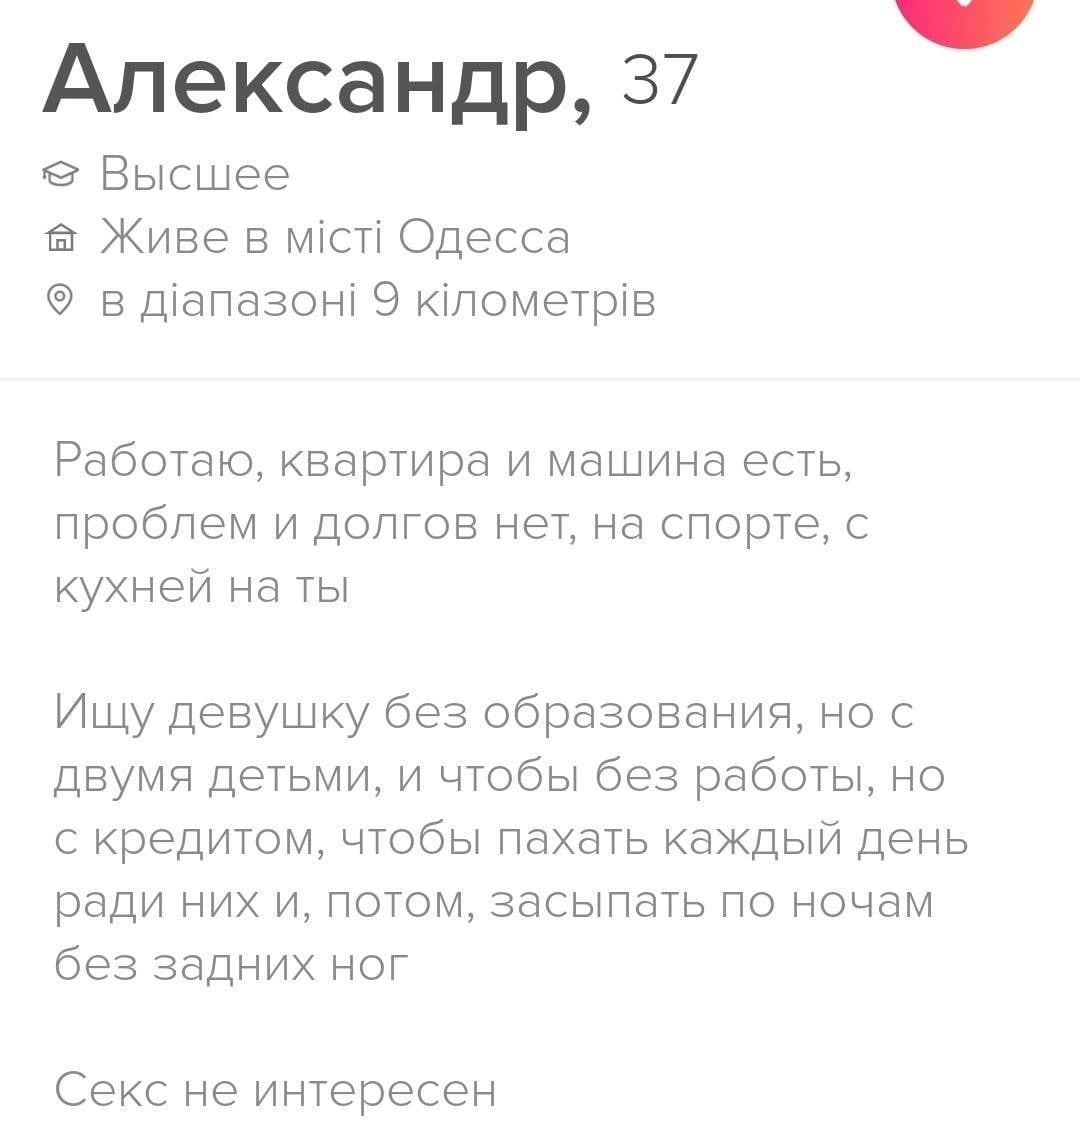 Александр, 37
Высшее
Живе в місті Одесса
в діапазоні 9 кілометрів
Работаю, квартира и машина есть,
проблем и долгов нет, на спорте, с
кухней на ты
Ищу девушку без образования, но с
двумя детьми, и чтобы без работы, но
с кредитом, чтобы пахать каждый день
ради них и, потом, засыпать по ночам
без задних ног
Секс не интересен